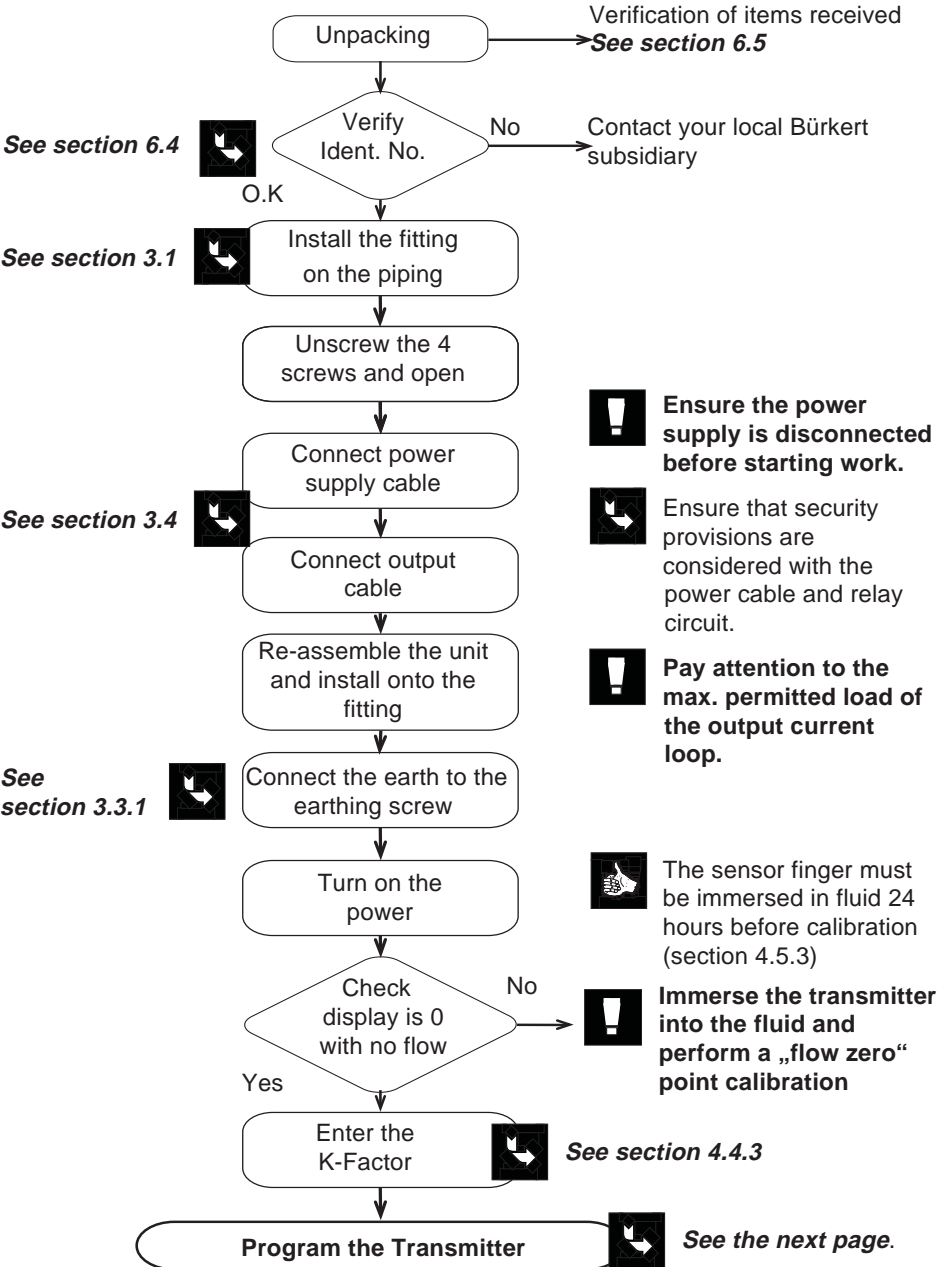 Unpacking
Verification of items received
See section 6.5
See section 6.4
Verify
Ident. No.
No
Contact your local Bürkert
subsidiary
O.K
See section 3.1
Install the fitting
on the piping
Unscrew the 4
screws and open
Ensure the power
supply is disconnected
before starting work.
Connect power
supply cable
See section 3.4
Ensure that security
provisions are
considered with the
power cable and relay
circuit.
Connect output
cable
Re-assemble the unit
and install onto the
fitting
Pay attention to the
max. permitted load of
the output current
loop.
See
section 3.3.1
Connect the earth to the
earthing screw
Turn on the
power
The sensor finger must
be immersed in fluid 24
hours before calibration
(section 4.5.3)
Check
display is 0
with no flow
No
Immerse the transmitter
into the fluid and
perform a „flow zero“
point calibration
Yes
Enter the
K-Factor
See section 4.4.3
Program the Transmitter
See the next page.